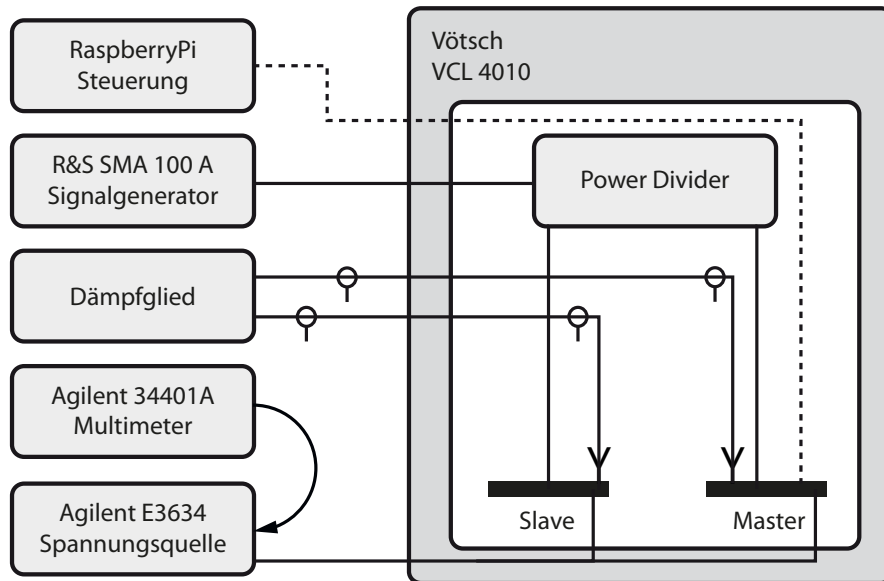 RaspberryPi
Steuerung
Vötsch
VCL 4010
R&S SMA 100 A
Signalgenerator
Power Divider
Dämpfglied
Agilent 34401A
Multimeter
Agilent E3634
Spannungsquelle
Slave
Master